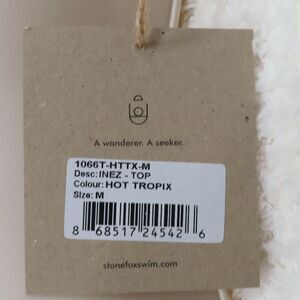 A wanderer. A seeker.
1066T-HTTX-M
Desc: INEZ - TOP
Colour: HOT TROPIX
Size: M
8 68517 24542 6
stonefoxswim.com